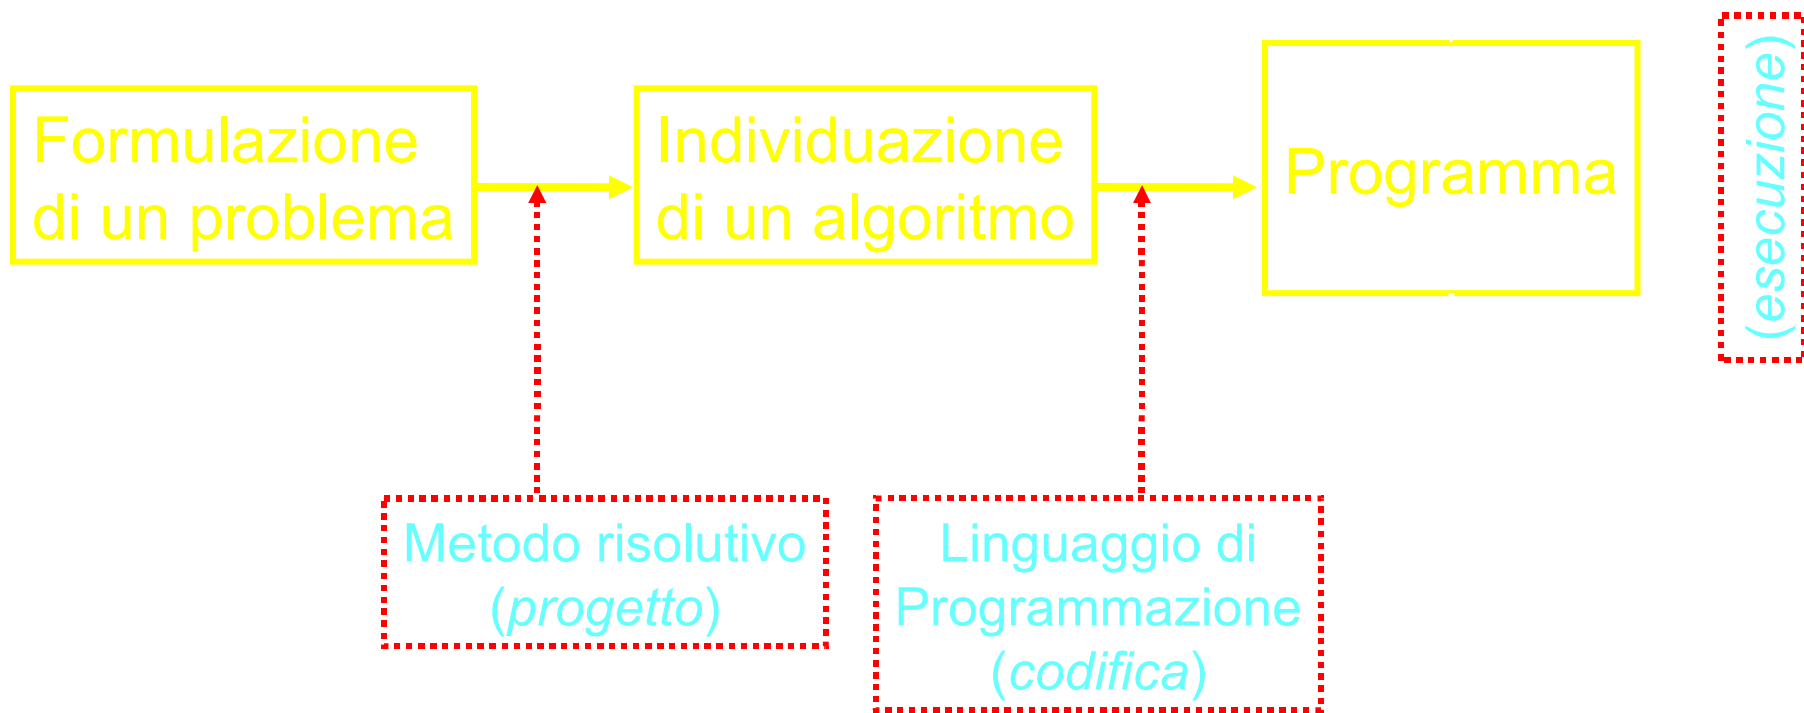 Formulazione
di un problema
Individuazione
di un algoritmo
Programma
(esecuzione)
Metodo risolutivo
(progetto)
Linguaggio di
Programmazione
(codifica)